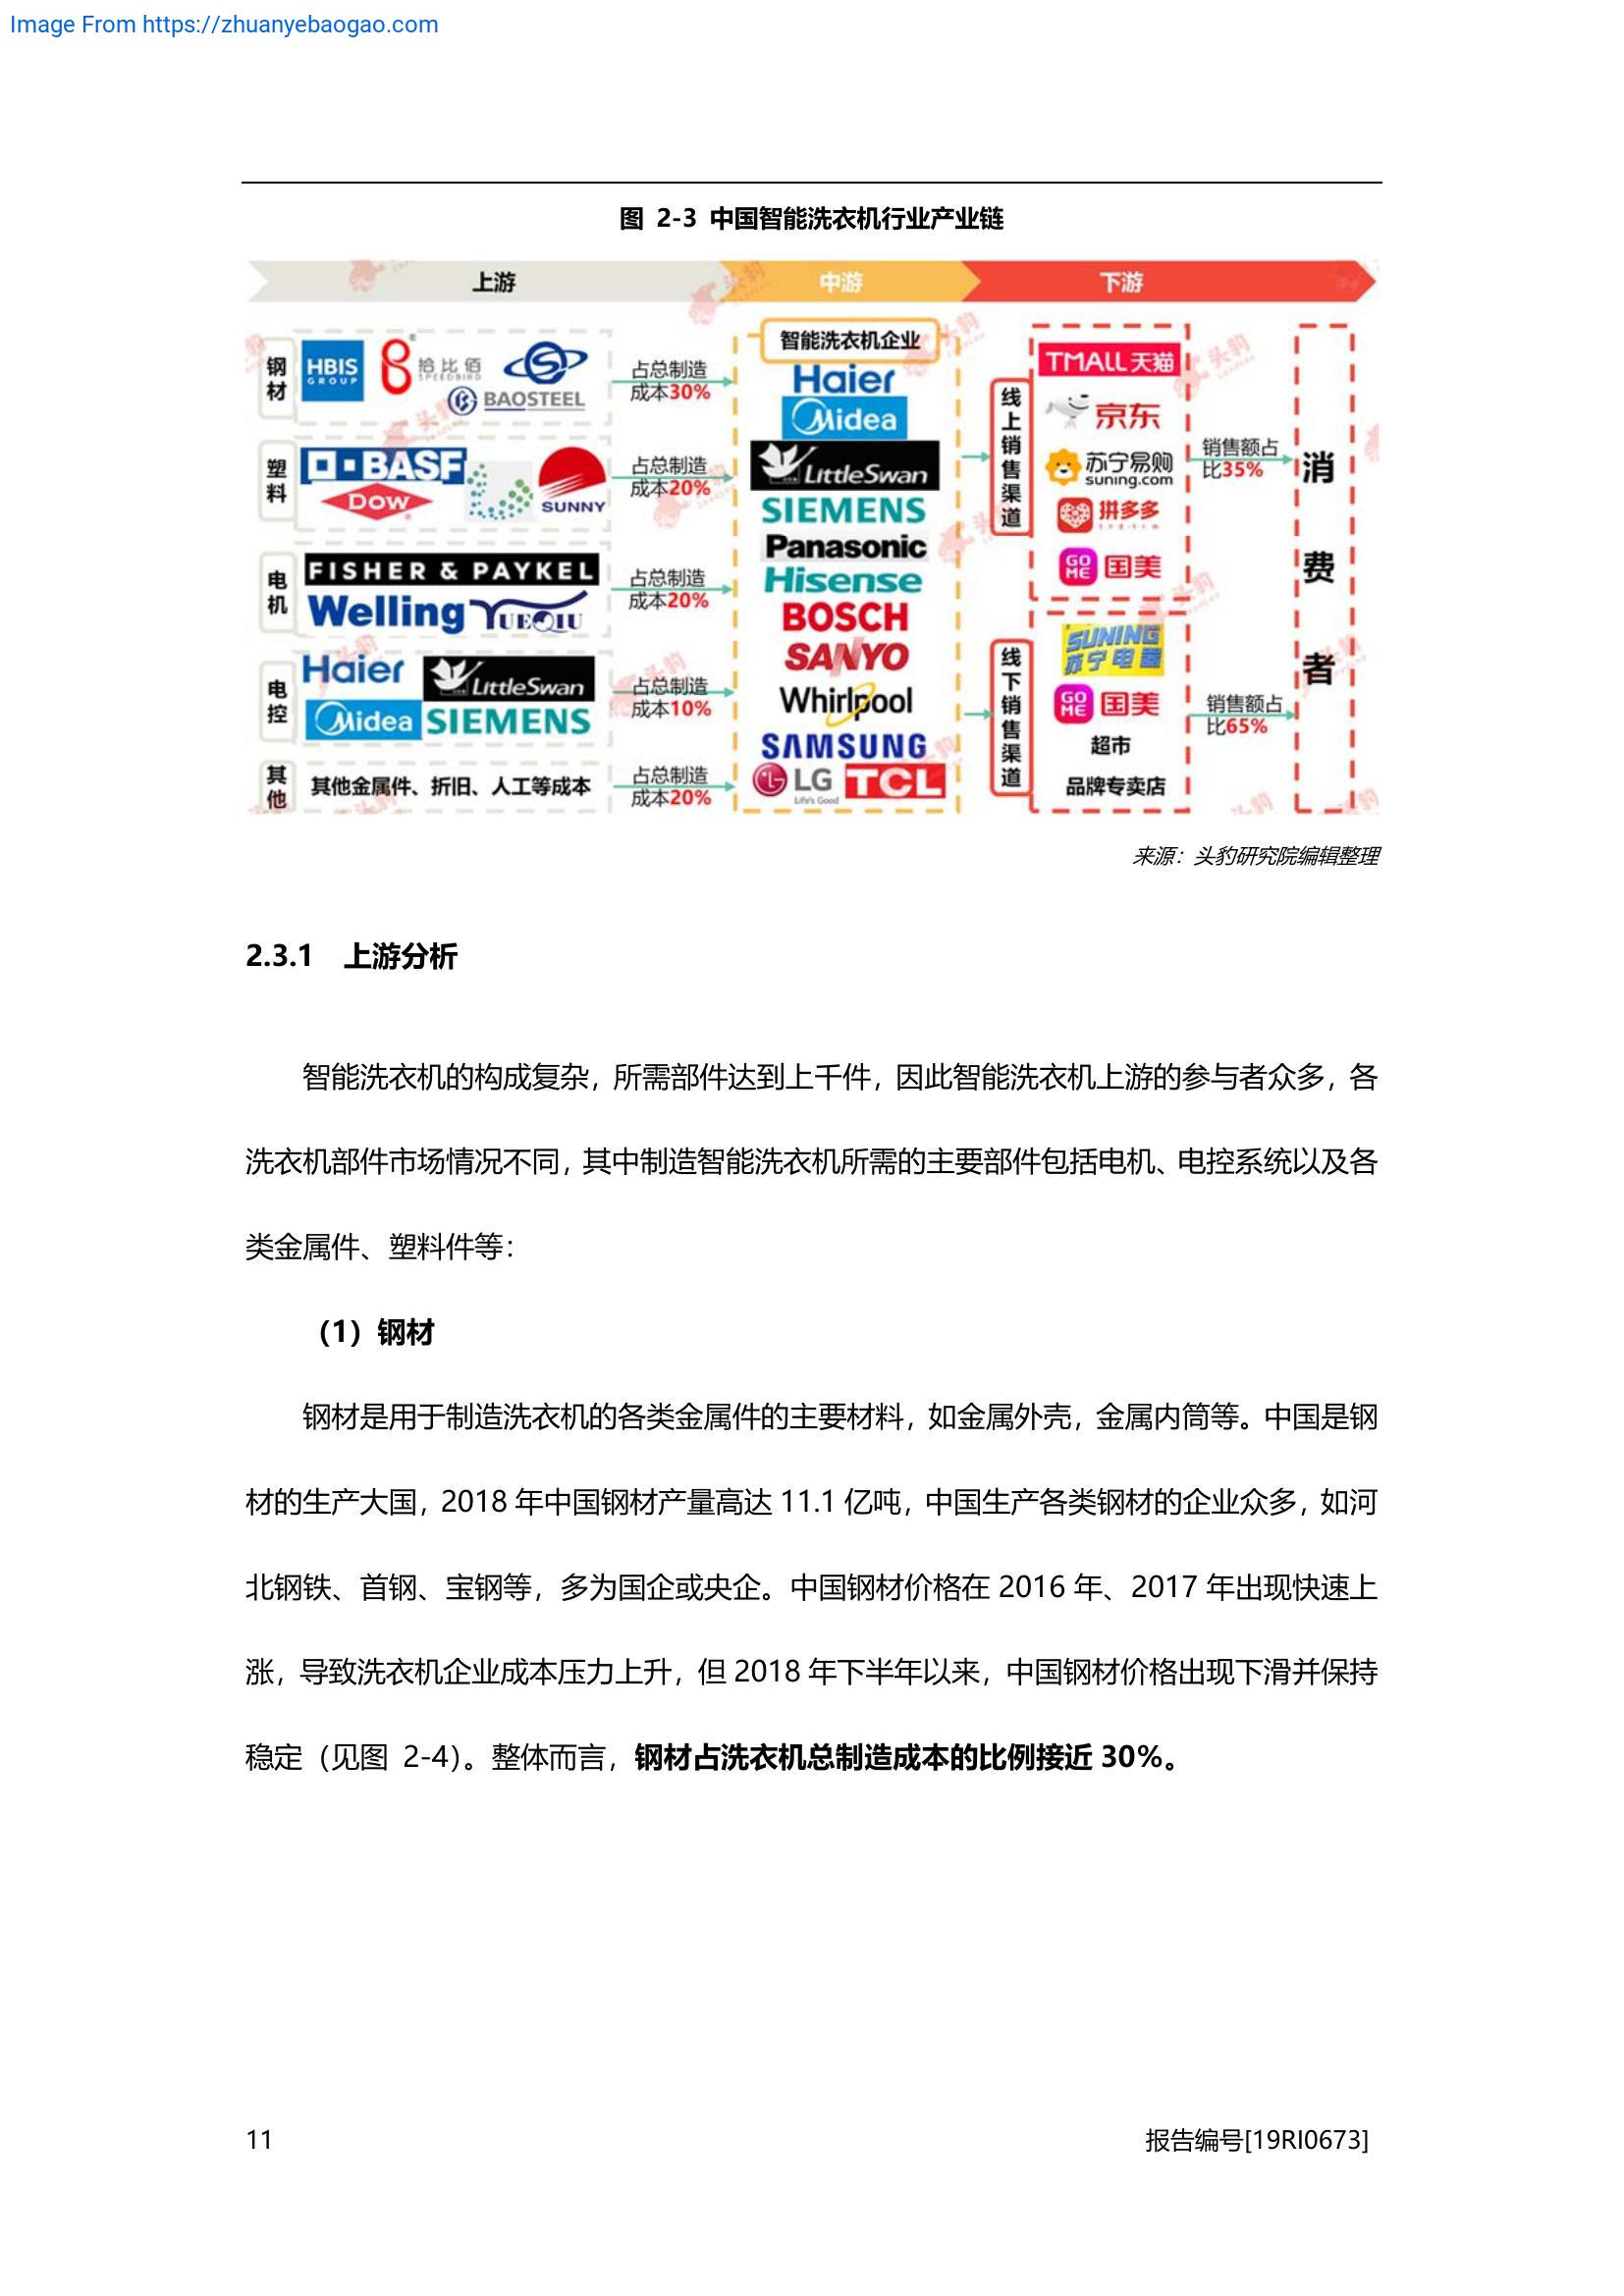 Image From https://zhuanyebaogao.com
图 2-3 中国智能洗衣机行业产业链
上游
中游
下游
钢材
HBIS
GROUP
拾比佰
SPEEDBIRD
BAOSTEEL
占总制造
成本30%
塑料
BASF
Dow
SUNNY
占总制造
成本20%
电机
FISHER & PAYKEL
Welling
YUEQIU
占总制造
成本20%
电控
Haier
LittleSwan
Midea
SIEMENS
占总制造
成本10%
其他
其他金属件、折旧、人工等成本
占总制造
成本20%
智能洗衣机企业
Haier
Midea
LittleSwan
SIEMENS
Panasonic
Hisense
BOSCH
SANYO
Whirlpool
SAMSUNG
LG
Life's Good
TCL
线上销售渠道
TMALL天猫
京东
苏宁易购
suning.com
拼多多
GOME 国美
销售额占
比35%
线下销售渠道
SUNING
苏宁电器
GOME 国美
超市
品牌专卖店
销售额占
比65%
消费者
头豹
来源：头豹研究院编辑整理
2.3.1 上游分析
智能洗衣机的构成复杂，所需部件达到上千件，因此智能洗衣机上游的参与者众多，各
洗衣机部件市场情况不同，其中制造智能洗衣机所需的主要部件包括电机、电控系统以及各
类金属件、塑料件等：
（1）钢材
钢材是用于制造洗衣机的各类金属件的主要材料，如金属外壳，金属内筒等。中国是钢
材的生产大国，2018 年中国钢材产量高达 11.1 亿吨，中国生产各类钢材的企业众多，如河
北钢铁、首钢、宝钢等，多为国企或央企。中国钢材价格在 2016 年、2017 年出现快速上
涨，导致洗衣机企业成本压力上升，但 2018 年下半年以来，中国钢材价格出现下滑并保持
稳定（见图 2-4）。整体而言，钢材占洗衣机总制造成本的比例接近 30%。
11
报告编号[19RI0673]